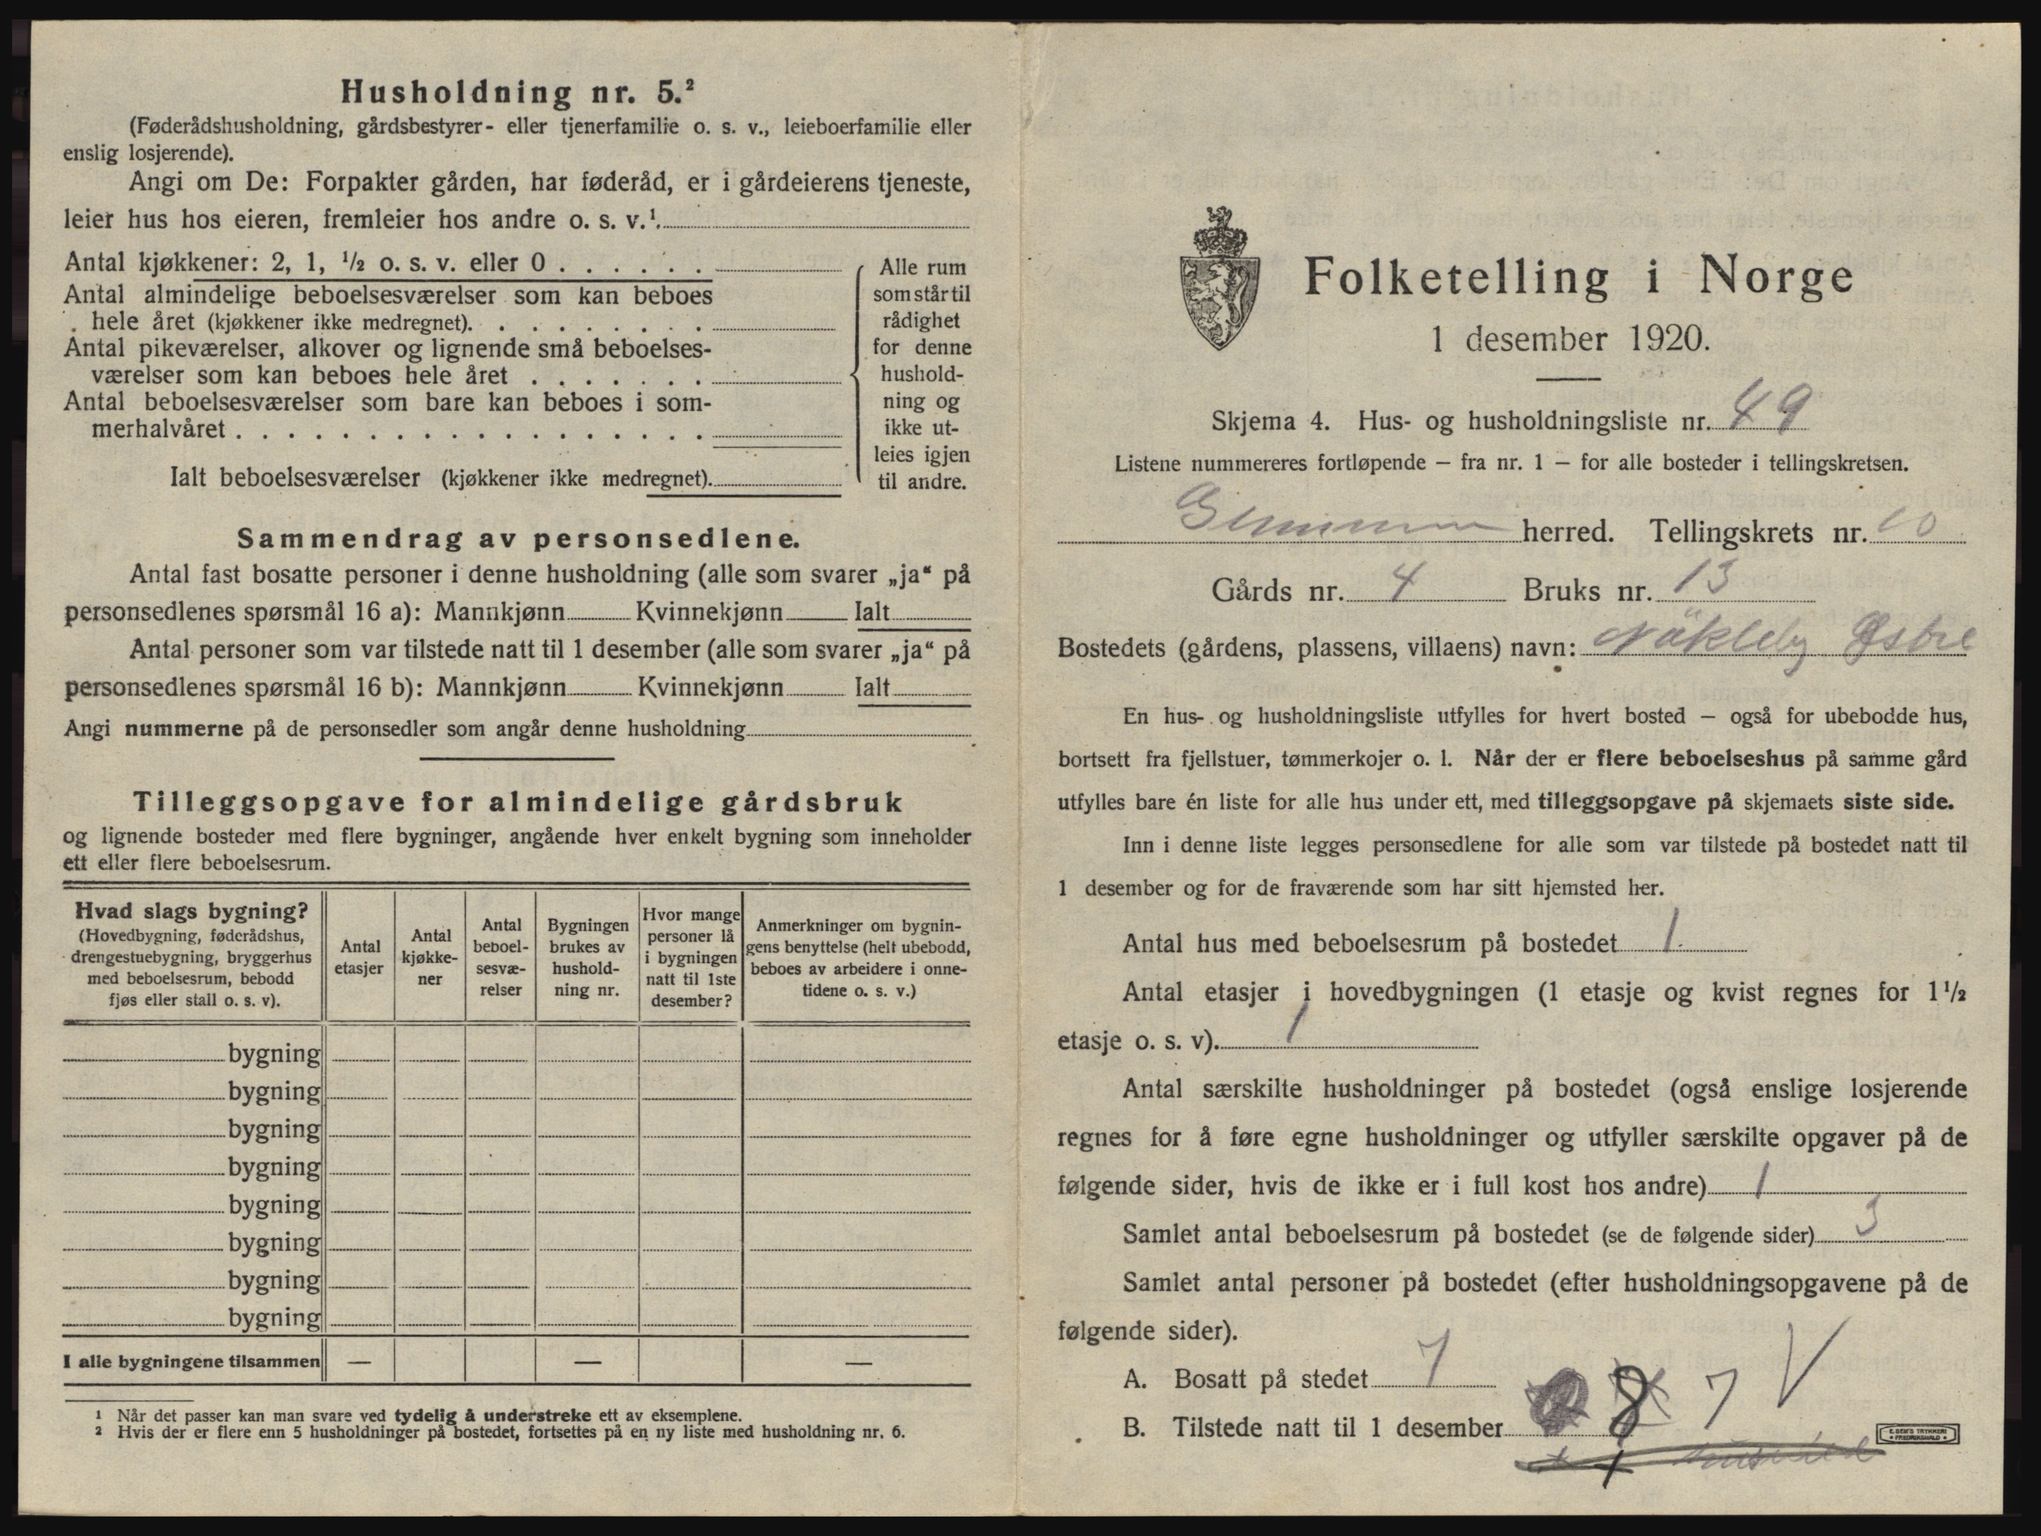 Husholdning nr. 5.²
(Føderådshusholdning, gårdsbestyrer- eller tjenerfamilie o. s. v., leieboerfamilie eller
enslig losjerende).
Angi om De: Forpakter gården, har føderåd, er i gårdeierens tjeneste,
leier hus hos eieren, fremleier hos andre o. s. v.¹.
Antal kjøkkener: 2, 1, ½ o. s. v. eller 0 . . . . . .
Antal almindelige beboelsesværelser som kan beboes
hele året (kjøkkener ikke medregnet). . . . . . . . .
Antal pikeværelser, alkover og lignende små beboelses-
værelser som kan beboes hele året . . . . . . .
Antal beboelsesværelser som bare kan beboes i som-
merhalvåret . . . . . . . . . . . . . . . . . .
Ialt beboelsesværelser (kjøkkener ikke medregnet).
Alle rum
som står til
rådighet
for denne
hushold-
ning og
ikke ut-
leies igjen
til andre.
Sammendrag av personsedlene.
Antal fast bosatte personer i denne husholdning (alle som svarer „ja“ på
personsedlenes spørsmål 16 a): Mannkjønn Kvinnekjønn Ialt
Antal personer som var tilstede natt til 1 desember (alle som svarer „ja“ på
personsedlenes spørsmål 16 b): Mannkjønn Kvinnekjønn Ialt
Angi nummerne på de personsedler som angår denne husholdning
Tilleggsopgave for almindelige gårdsbruk
og lignende bosteder med flere bygninger, angående hver enkelt bygning som inneholder
ett eller flere beboelsesrum.
Hvad slags bygning?
(Hovedbygning, føderådshus,
drengestuebygning, bryggerhus
med beboelsesrum, bebodd
fjøs eller stall o. s. v).
Antal
etasjer
Antal
kjøkke-
ner
Antal
beboel-
sesvæ-
relser
Bygningen
brukes av
hushold-
ning nr.
Hvor mange
personer lå
i bygningen
natt til 1ste
desember?
Anmerkninger om bygnin-
gens benyttelse (helt ubebodd,
beboes av arbeidere i onne-
tidene o. s. v.)
bygning
bygning
bygning
bygning
bygning
bygning
bygning
bygning
I alle bygningene tilsammen — — —
¹ Når det passer kan man svare ved tydelig å understreke ett av eksemplene.
² Hvis der er flere enn 5 husholdninger på bostedet, fortsettes på en ny liste med husholdning nr. 6.
Folketelling i Norge
1 desember 1920.
Skjema 4. Hus- og husholdningsliste nr. 49
Listene nummereres fortløpende – fra nr. 1 – for alle bosteder i tellingskretsen.
Glemmen herred. Tellingskrets nr. 10
Gårds nr. 4 Bruks nr. 13
Bostedets (gårdens, plassens, villaens) navn: Nökleby Østre
En hus- og husholdningsliste utfylles for hvert bosted – også for ubebodde hus,
bortsett fra fjellstuer, tømmerkojer o. l. Når der er flere beboelseshus på samme gård
utfylles bare én liste for alle hus under ett, med tilleggsopgave på skjemaets siste side.
Inn i denne liste legges personsedlene for alle som var tilstede på bostedet natt til
1 desember og for de fraværende som har sitt hjemsted her.
Antal hus med beboelsesrum på bostedet 1
Antal etasjer i hovedbygningen (1 etasje og kvist regnes for 1½
etasje o. s. v). 1
Antal særskilte husholdninger på bostedet (også enslige losjerende
regnes for å føre egne husholdninger og utfyller særskilte opgaver på de
følgende sider, hvis de ikke er i full kost hos andre) 1
Samlet antal beboelsesrum på bostedet (se de følgende sider) 3
Samlet antal personer på bostedet (efter husholdningsopgavene på de
følgende sider).
A. Bosatt på stedet 7
B. Tilstede natt til 1 desember 8 7
E. SEM'S TRYKKERI
FREDRIKSHALD